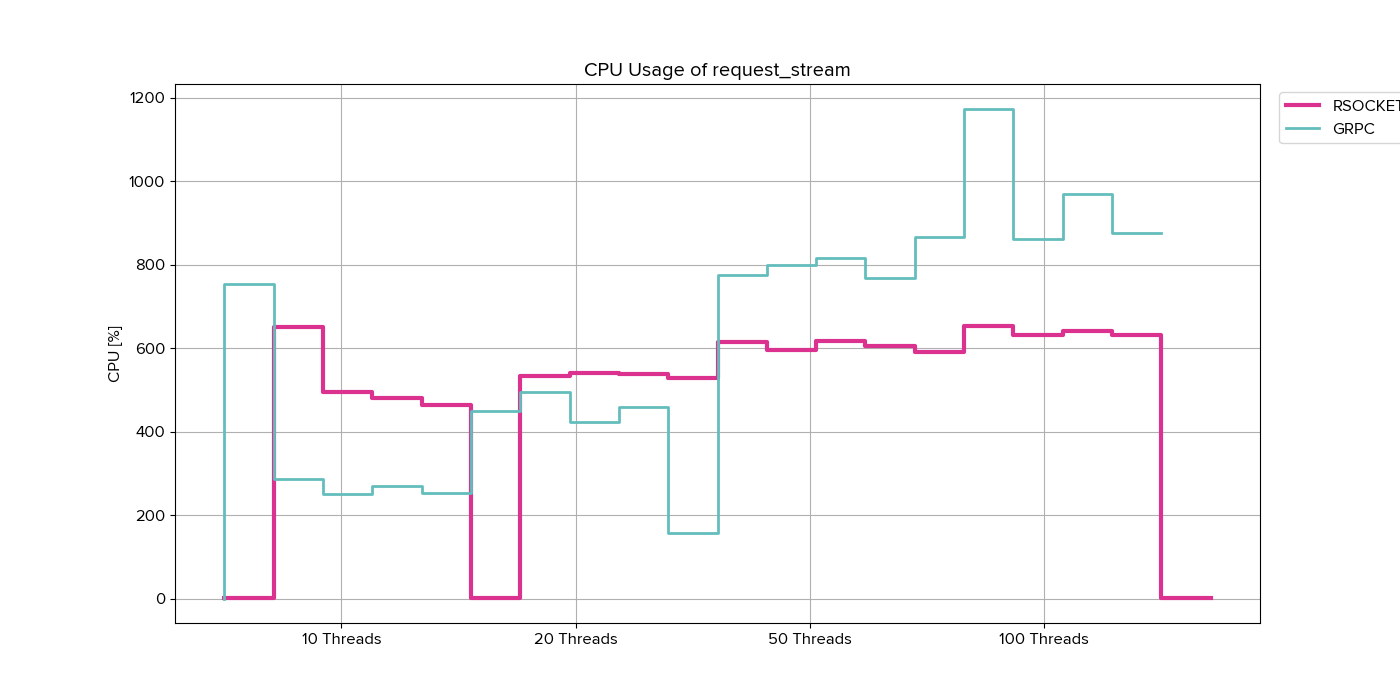 CPU Usage of request_stream
CPU [%]
1200
1000
800
600
400
200
0
10 Threads
20 Threads
50 Threads
100 Threads
RSOCKET
GRPC